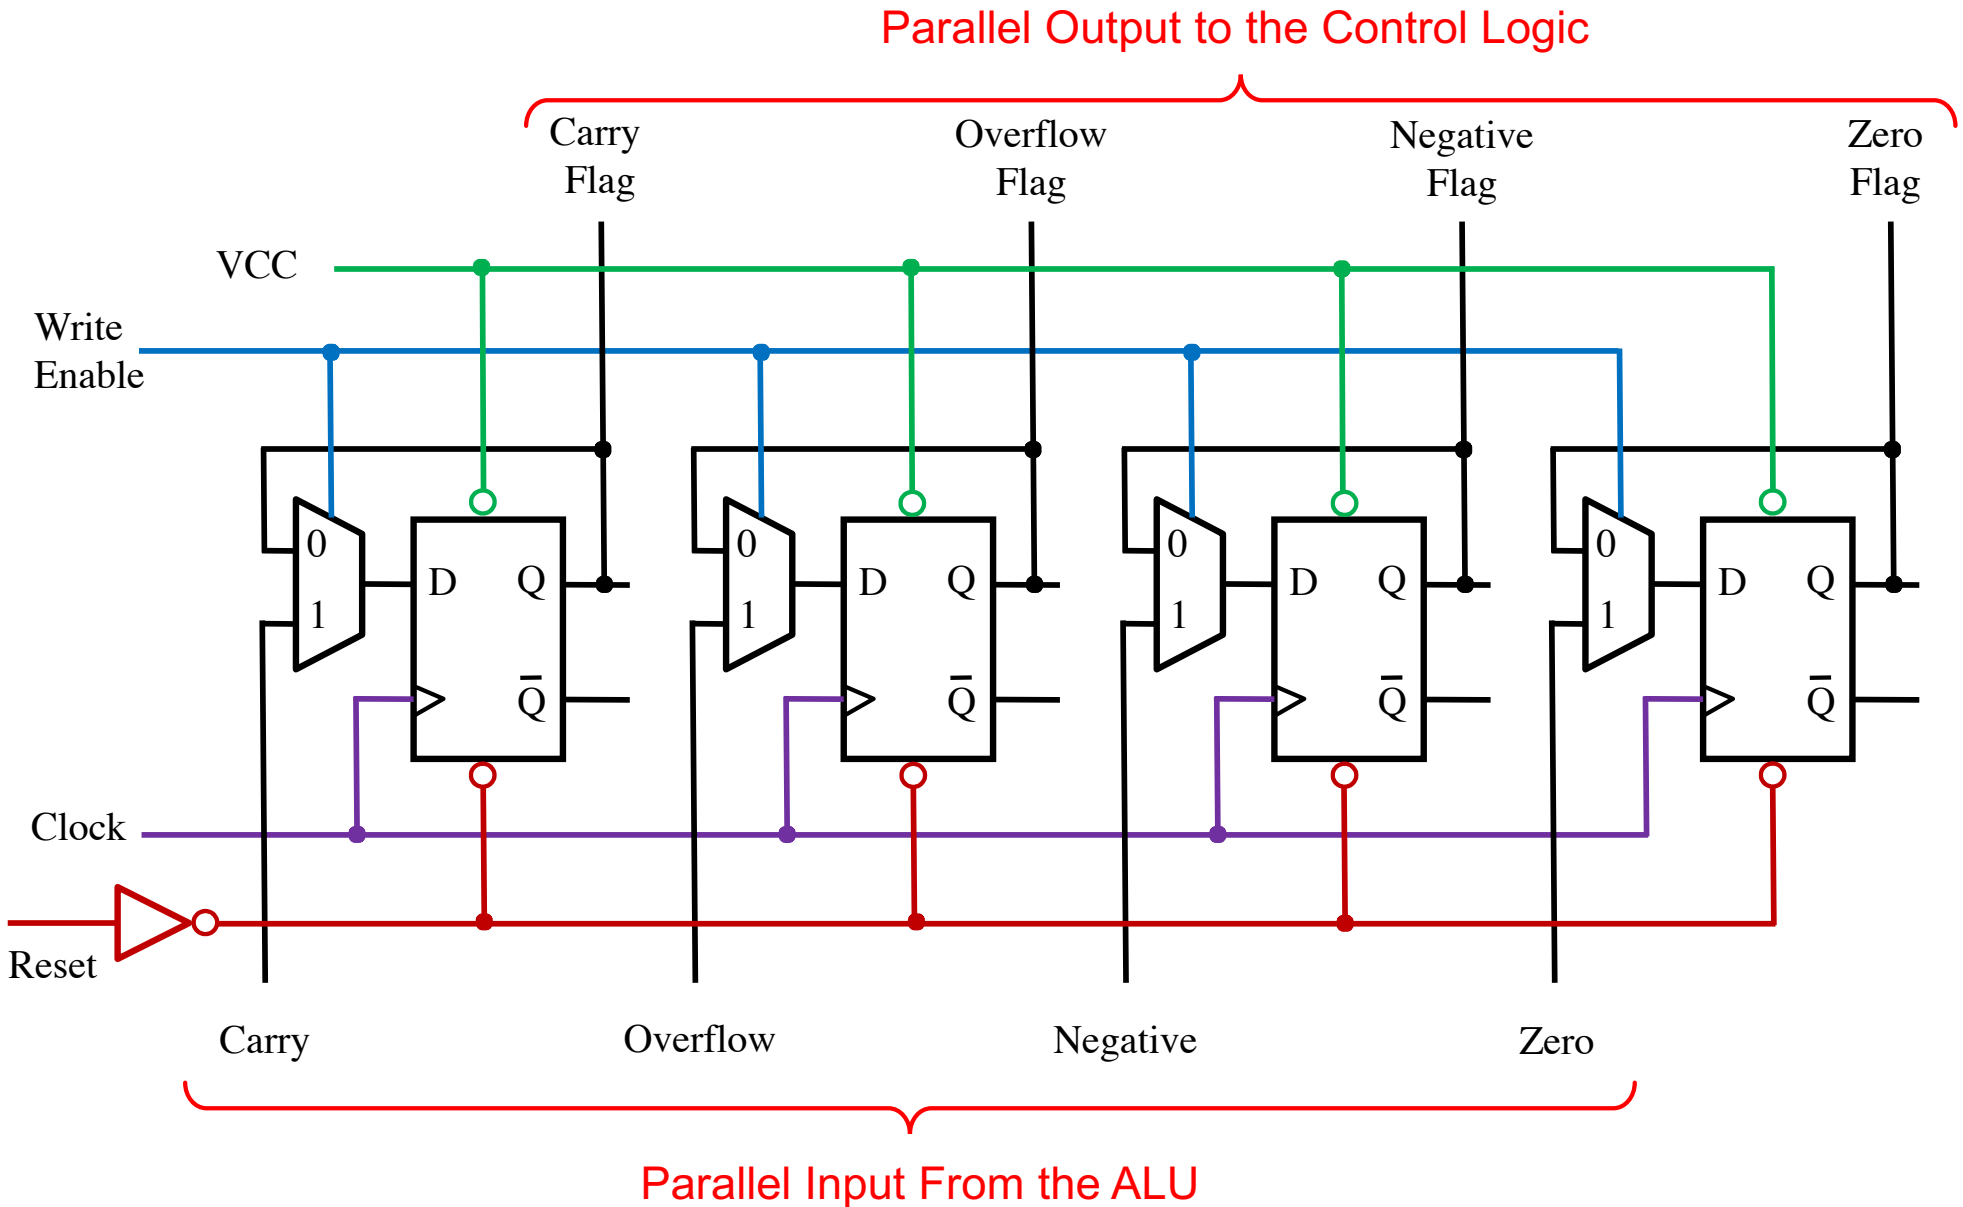 Parallel Output to the Control Logic
Carry
Flag
Overflow
Flag
Negative
Flag
Zero
Flag
VCC
Write
Enable
0
1
D
Q
Q̅
0
1
D
Q
Q̅
0
1
D
Q
Q̅
0
1
D
Q
Q̅
Clock
Reset
Carry
Overflow
Negative
Zero
Parallel Input From the ALU